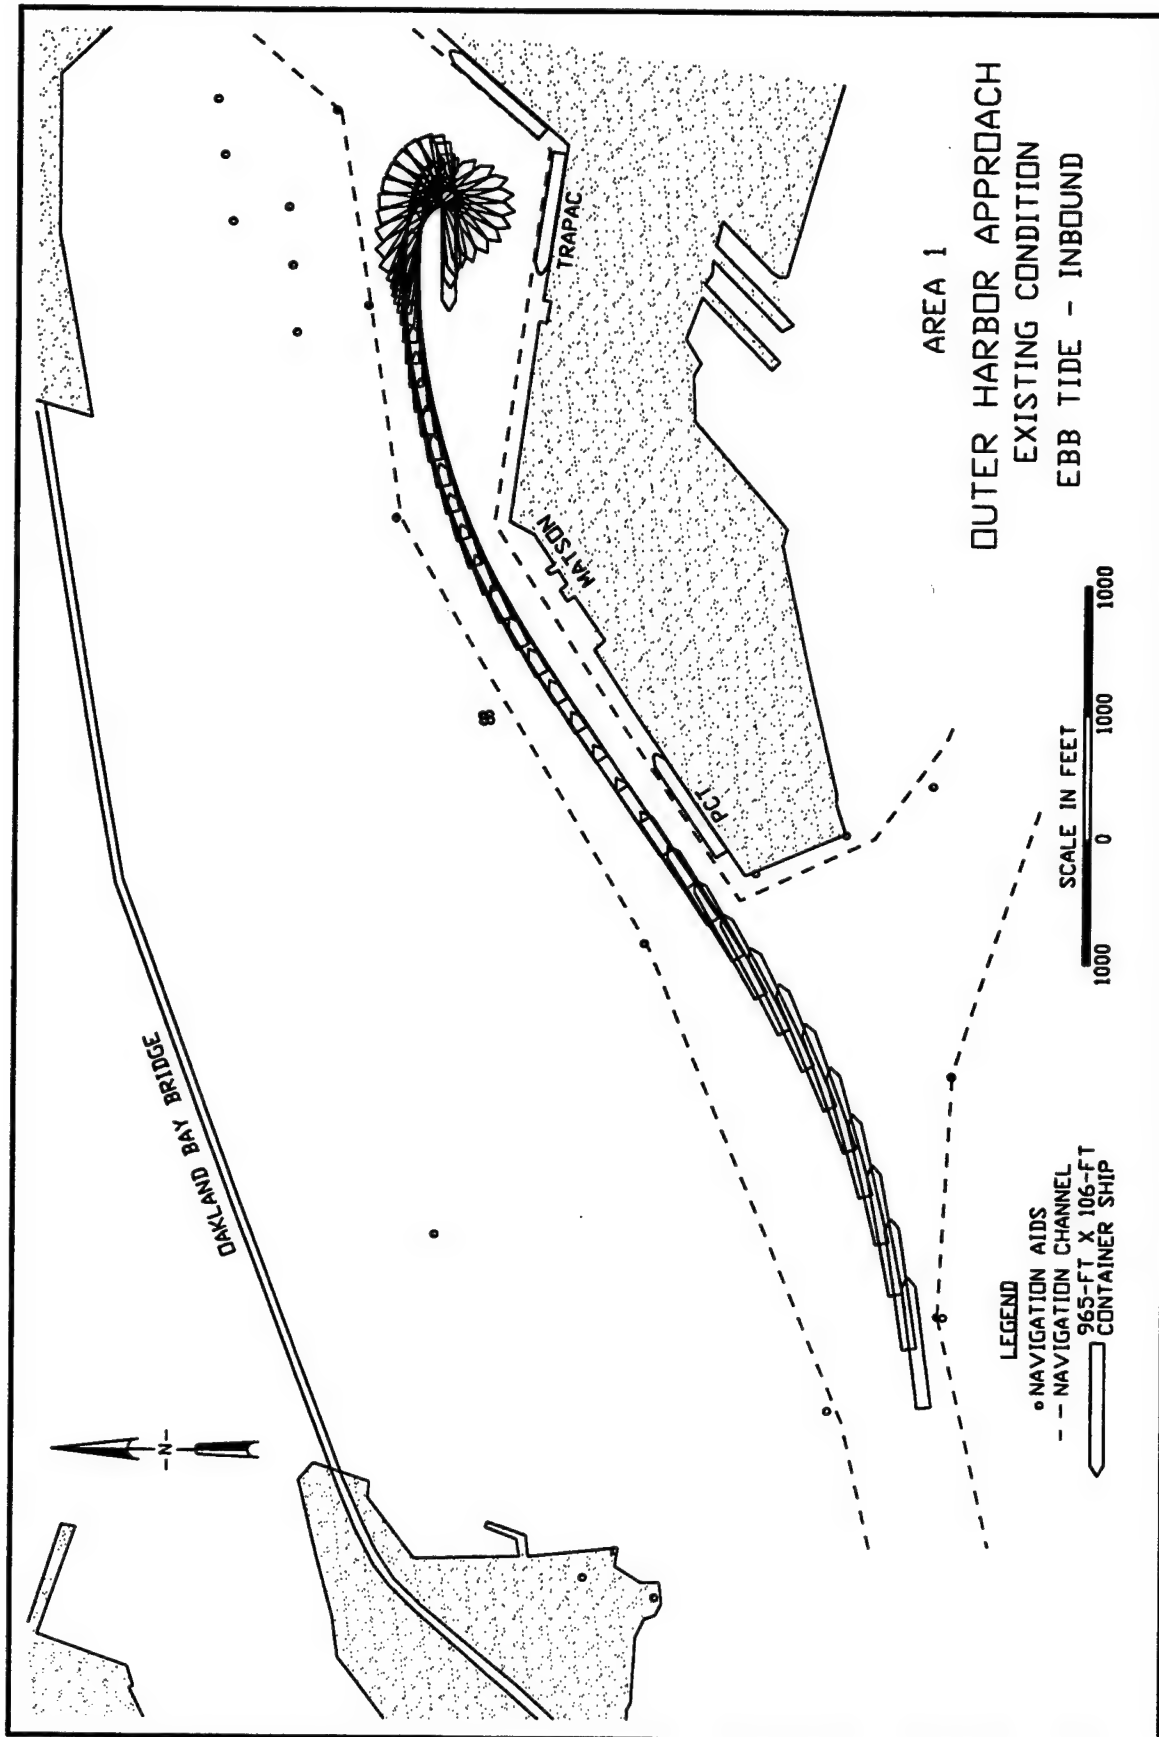 OAKLAND BAY BRIDGE
-N-
TRAPAC
MATSON
PCT
AREA 1
OUTER HARBOR APPROACH
EXISTING CONDITION
EBB TIDE - INBOUND
SCALE IN FEET
1000 0 1000 1000
LEGEND
NAVIGATION AIDS
NAVIGATION CHANNEL
965-FT X 106-FT
CONTAINER SHIP